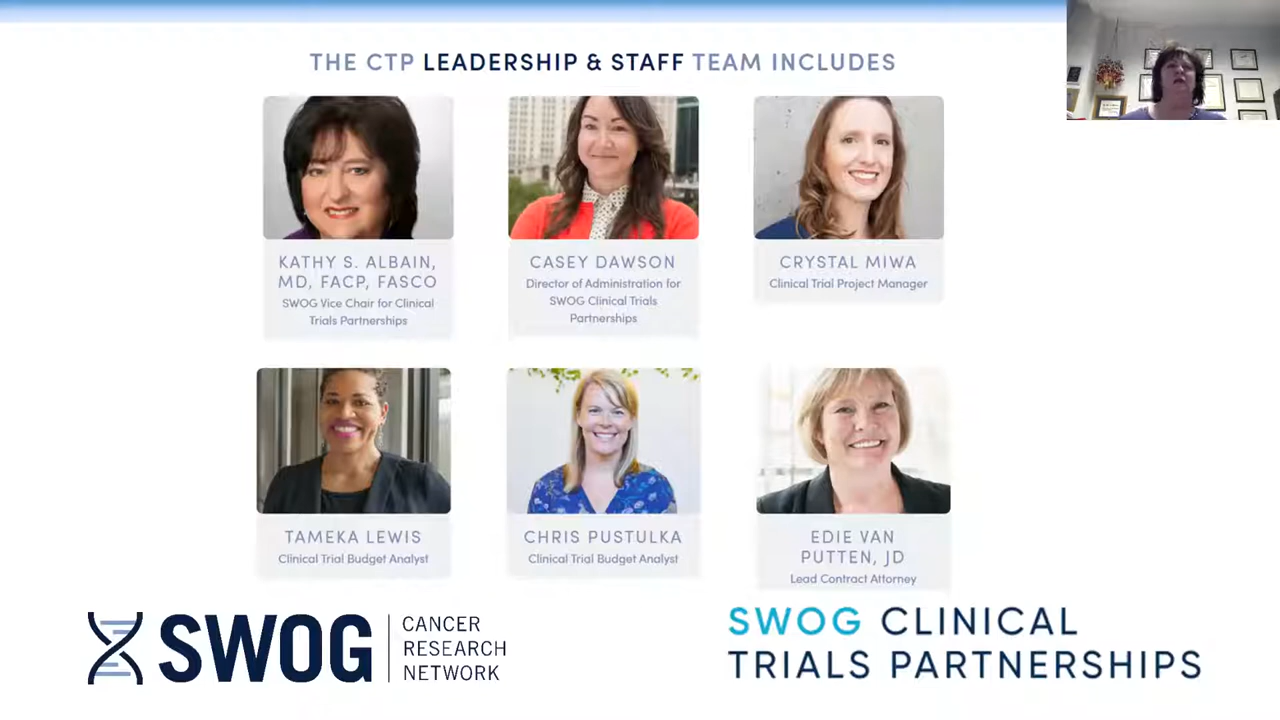 THE CTP LEADERSHIP & STAFF TEAM INCLUDES
KATHY S. ALBAIN,
MD, FACP, FASCO
SWOG Vice Chair for Clinical
Trials Partnerships
CASEY DAWSON
Director of Administration for
SWOG Clinical Trials
Partnerships
CRYSTAL MIWA
Clinical Trial Project Manager
TAMEKA LEWIS
Clinical Trial Budget Analyst
CHRIS PUSTULKA
Clinical Trial Budget Analyst
EDIE VAN
PUTTEN, JD
Lead Contract Attorney
SWOG
CANCER
RESEARCH
NETWORK
SWOG CLINICAL
TRIALS PARTNERSHIPS